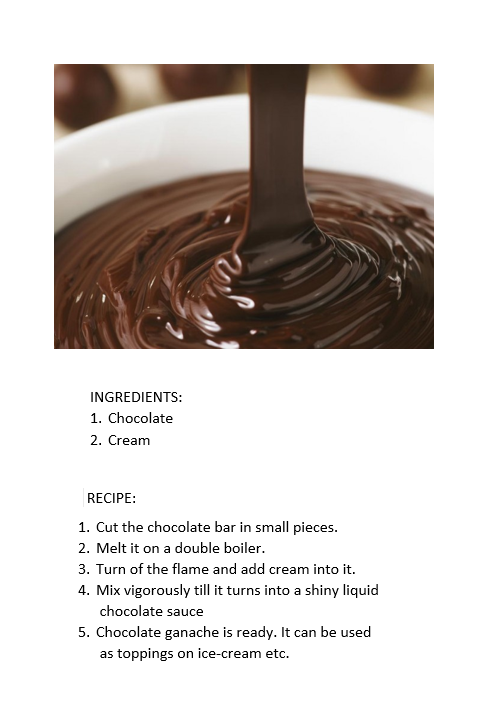 INGREDIENTS:
1. Chocolate
2. Cream
RECIPE:
1. Cut the chocolate bar in small pieces.
2. Melt it on a double boiler.
3. Turn of the flame and add cream into it.
4. Mix vigorously till it turns into a shiny liquid
chocolate sauce
5. Chocolate ganache is ready. It can be used
as toppings on ice-cream etc.